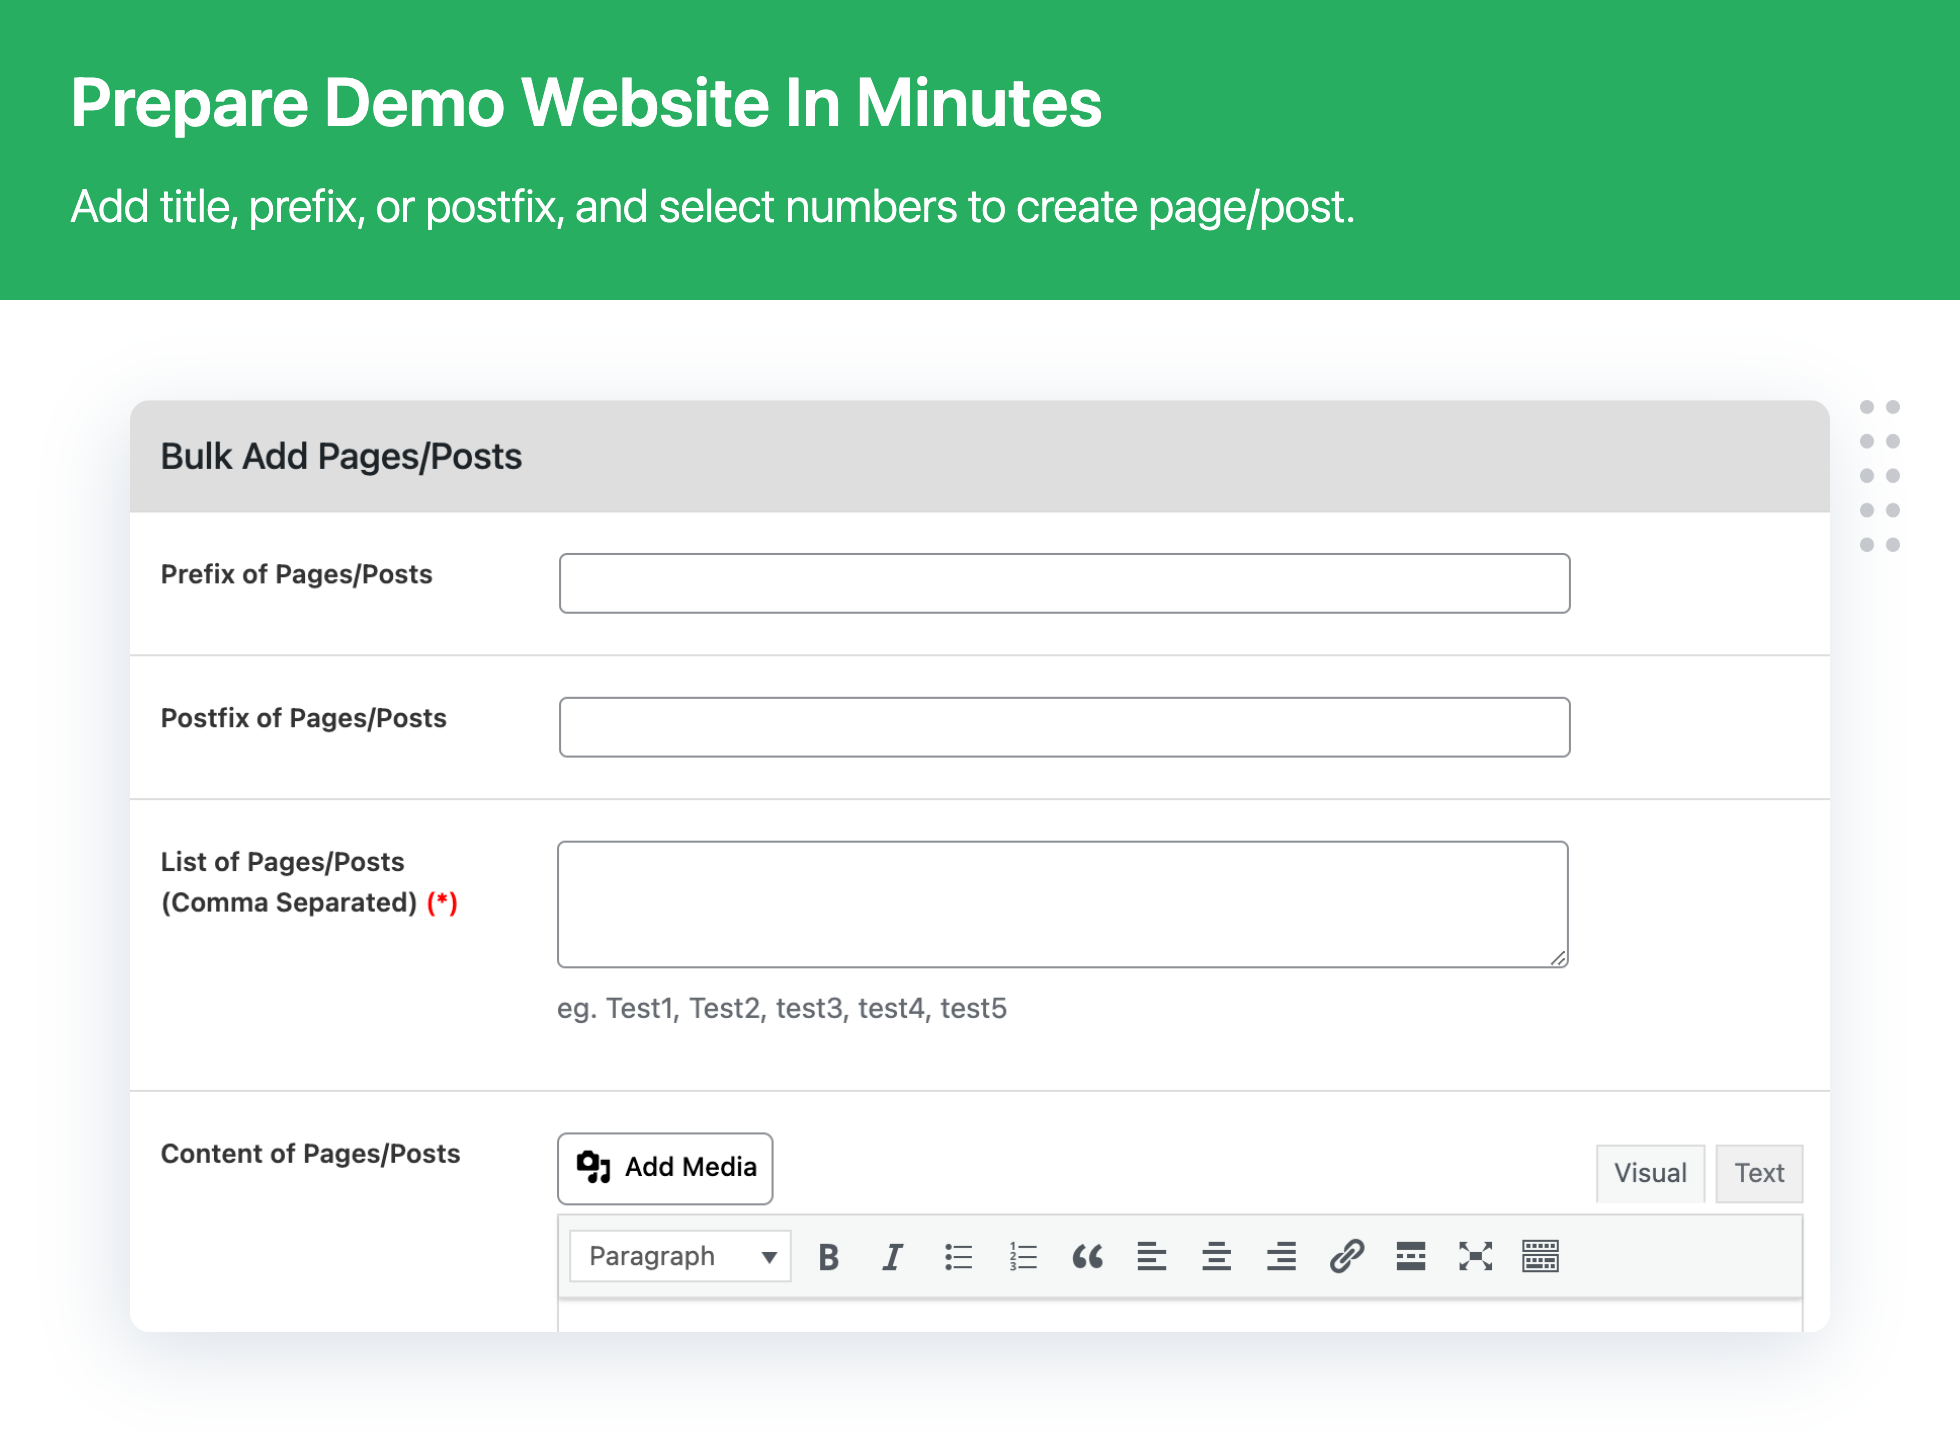 Prepare Demo Website In Minutes
Add title, prefix, or postfix, and select numbers to create page/post.
Bulk Add Pages/Posts
Prefix of Pages/Posts
Postfix of Pages/Posts
List of Pages/Posts
(Comma Separated) (*)
eg. Test1, Test2, test3, test4, test5
Content of Pages/Posts
Add Media
Visual Text
Paragraph